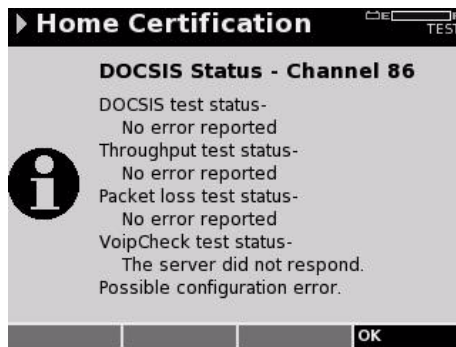 Home Certification
E F
TEST
DOCSIS Status - Channel 86
DOCSIS test status-
No error reported
Throughput test status-
No error reported
Packet loss test status-
No error reported
VoipCheck test status-
The server did not respond.
Possible configuration error.
OK